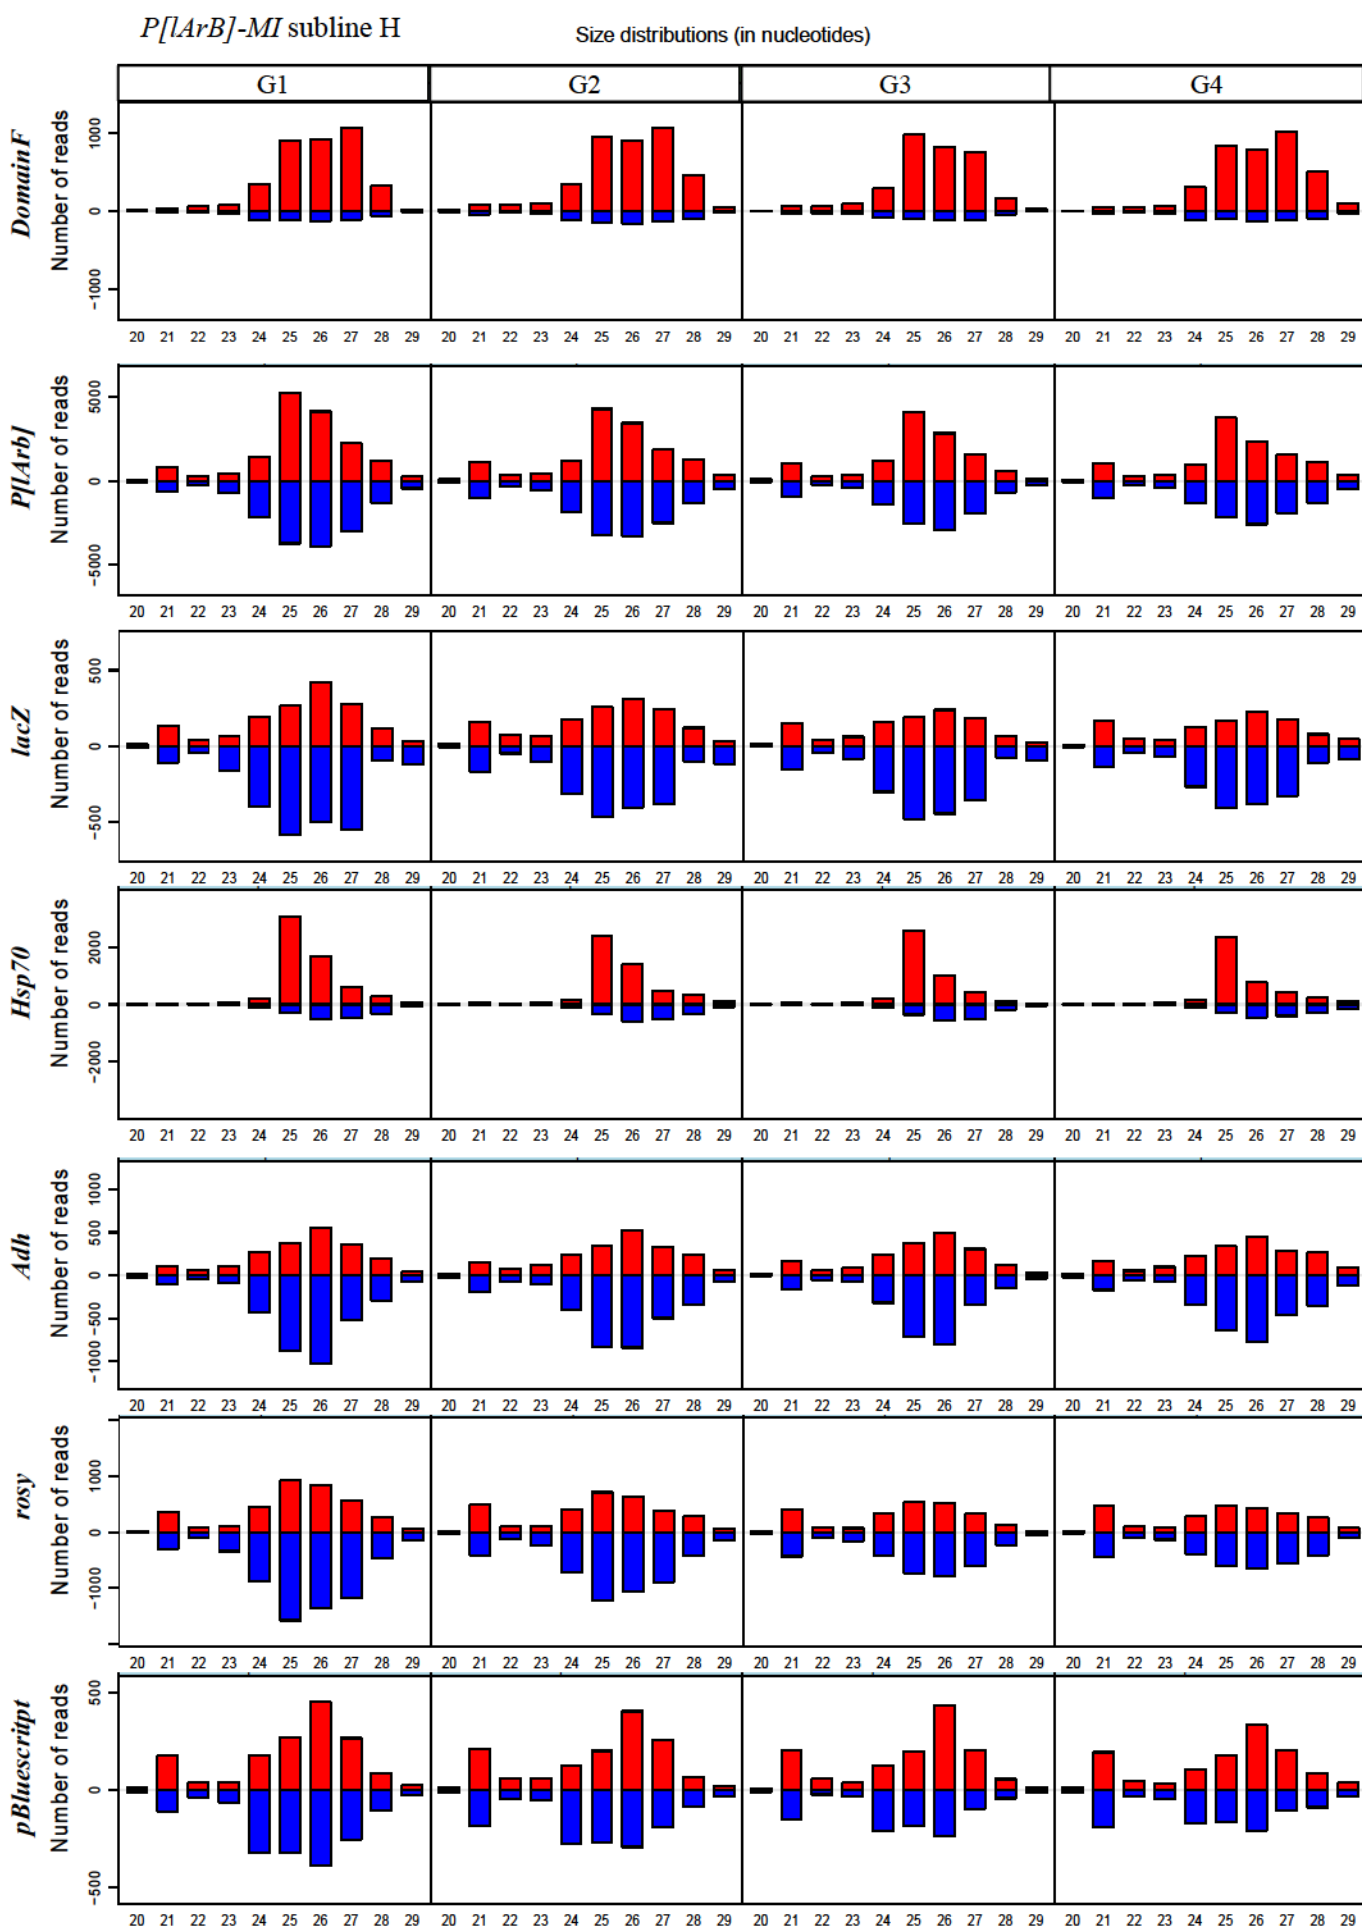 P[lArB]-MI subline H
Size distributions (in nucleotides)
G1 G2 G3 G4
DomainF
Number of reads
1000
0
-1000
20 21 22 23 24 25 26 27 28 29 20 21 22 23 24 25 26 27 28 29 20 21 22 23 24 25 26 27 28 29 20 21 22 23 24 25 26 27 28 29
P[lArb]
Number of reads
5000
0
-5000
20 21 22 23 24 25 26 27 28 29 20 21 22 23 24 25 26 27 28 29 20 21 22 23 24 25 26 27 28 29 20 21 22 23 24 25 26 27 28 29
lacZ
Number of reads
500
0
-500
20 21 22 23 24 25 26 27 28 29 20 21 22 23 24 25 26 27 28 29 20 21 22 23 24 25 26 27 28 29 20 21 22 23 24 25 26 27 28 29
Hsp70
Number of reads
2000
0
-2000
20 21 22 23 24 25 26 27 28 29 20 21 22 23 24 25 26 27 28 29 20 21 22 23 24 25 26 27 28 29 20 21 22 23 24 25 26 27 28 29
Adh
Number of reads
1000
500
0
-500
-1000
20 21 22 23 24 25 26 27 28 29 20 21 22 23 24 25 26 27 28 29 20 21 22 23 24 25 26 27 28 29 20 21 22 23 24 25 26 27 28 29
rosy
Number of reads
1000
0
-1000
20 21 22 23 24 25 26 27 28 29 20 21 22 23 24 25 26 27 28 29 20 21 22 23 24 25 26 27 28 29 20 21 22 23 24 25 26 27 28 29
pBluescritpt
Number of reads
500
0
-500
20 21 22 23 24 25 26 27 28 29 20 21 22 23 24 25 26 27 28 29 20 21 22 23 24 25 26 27 28 29 20 21 22 23 24 25 26 27 28 29